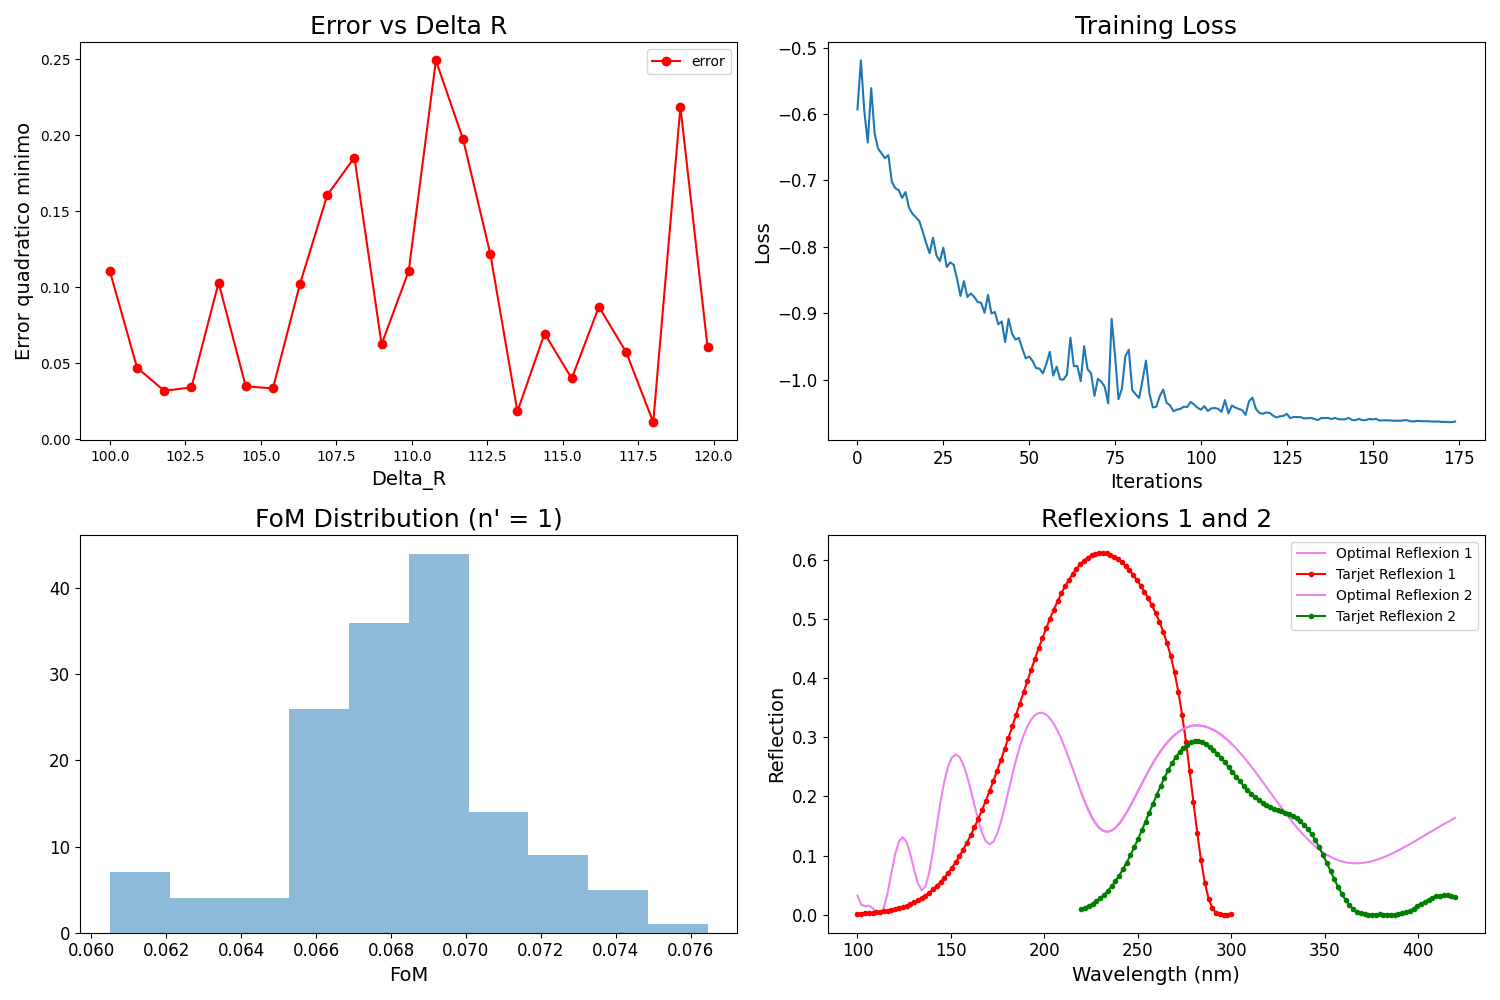 Error vs Delta R
error
Error quadratico minimo
0.25
0.20
0.15
0.10
0.05
0.00
100.0 102.5 105.0 107.5 110.0 112.5 115.0 117.5 120.0
Delta_R
Training Loss
Loss
−0.5
−0.6
−0.7
−0.8
−0.9
−1.0
0 25 50 75 100 125 150 175
Iterations
FoM Distribution (n' = 1)
40
30
20
10
0
0.060 0.062 0.064 0.066 0.068 0.070 0.072 0.074 0.076
FoM
Reflexions 1 and 2
Optimal Reflexion 1
Tarjet Reflexion 1
Optimal Reflexion 2
Tarjet Reflexion 2
Reflection
0.6
0.5
0.4
0.3
0.2
0.1
0.0
100 150 200 250 300 350 400
Wavelength (nm)